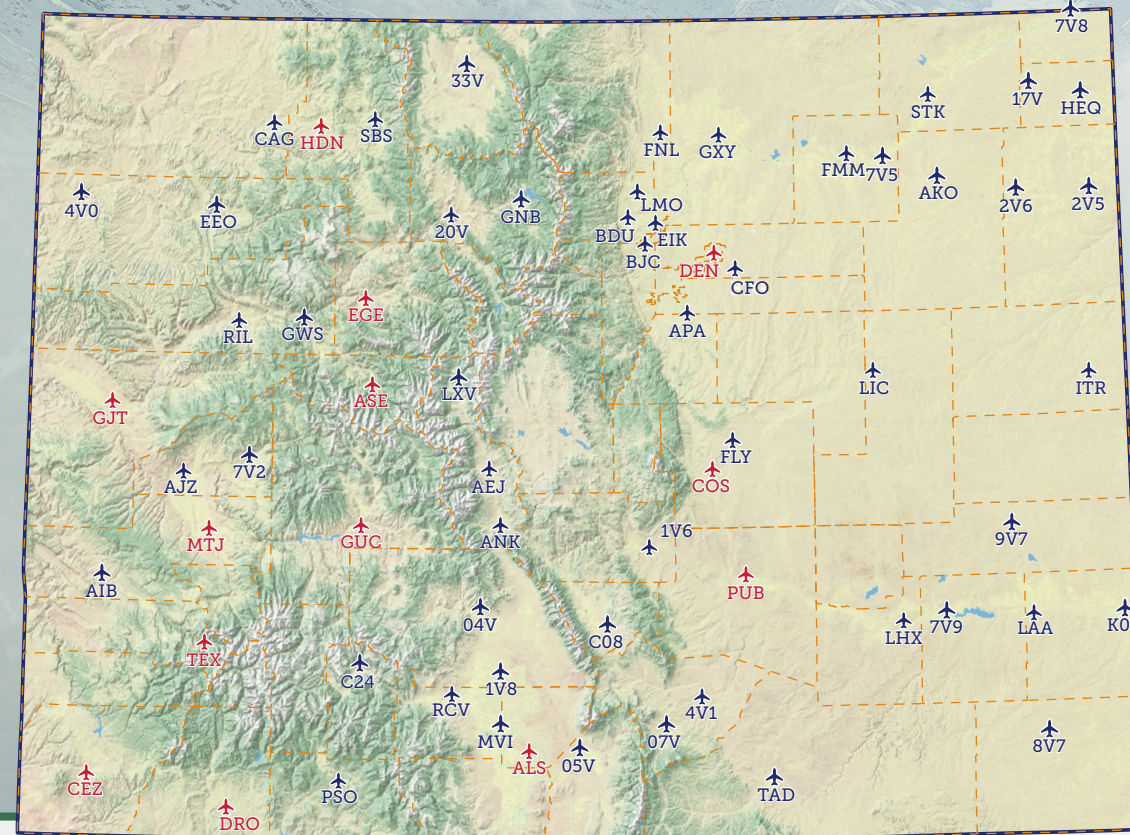 7V8
33V
17V
HEQ
STK
CAG
HDN
SBS
FNL
GXY
FMM
7V5
AKO
2V6
2V5
4V0
EEO
20V
GNB
LMO
BDU
EIK
BJC
DEN
CFO
EGE
RIL
GWS
APA
GJT
ASE
LXV
LIC
ITR
FLY
7V2
AJZ
AEJ
COS
MTJ
GUC
ANK
1V6
9V7
AIB
PUB
04V
C08
LHX
7V9
LAA
K0
TEX
C24
1V8
RCV
4V1
MVI
ALS
05V
07V
8V7
CEZ
PSO
TAD
DRO